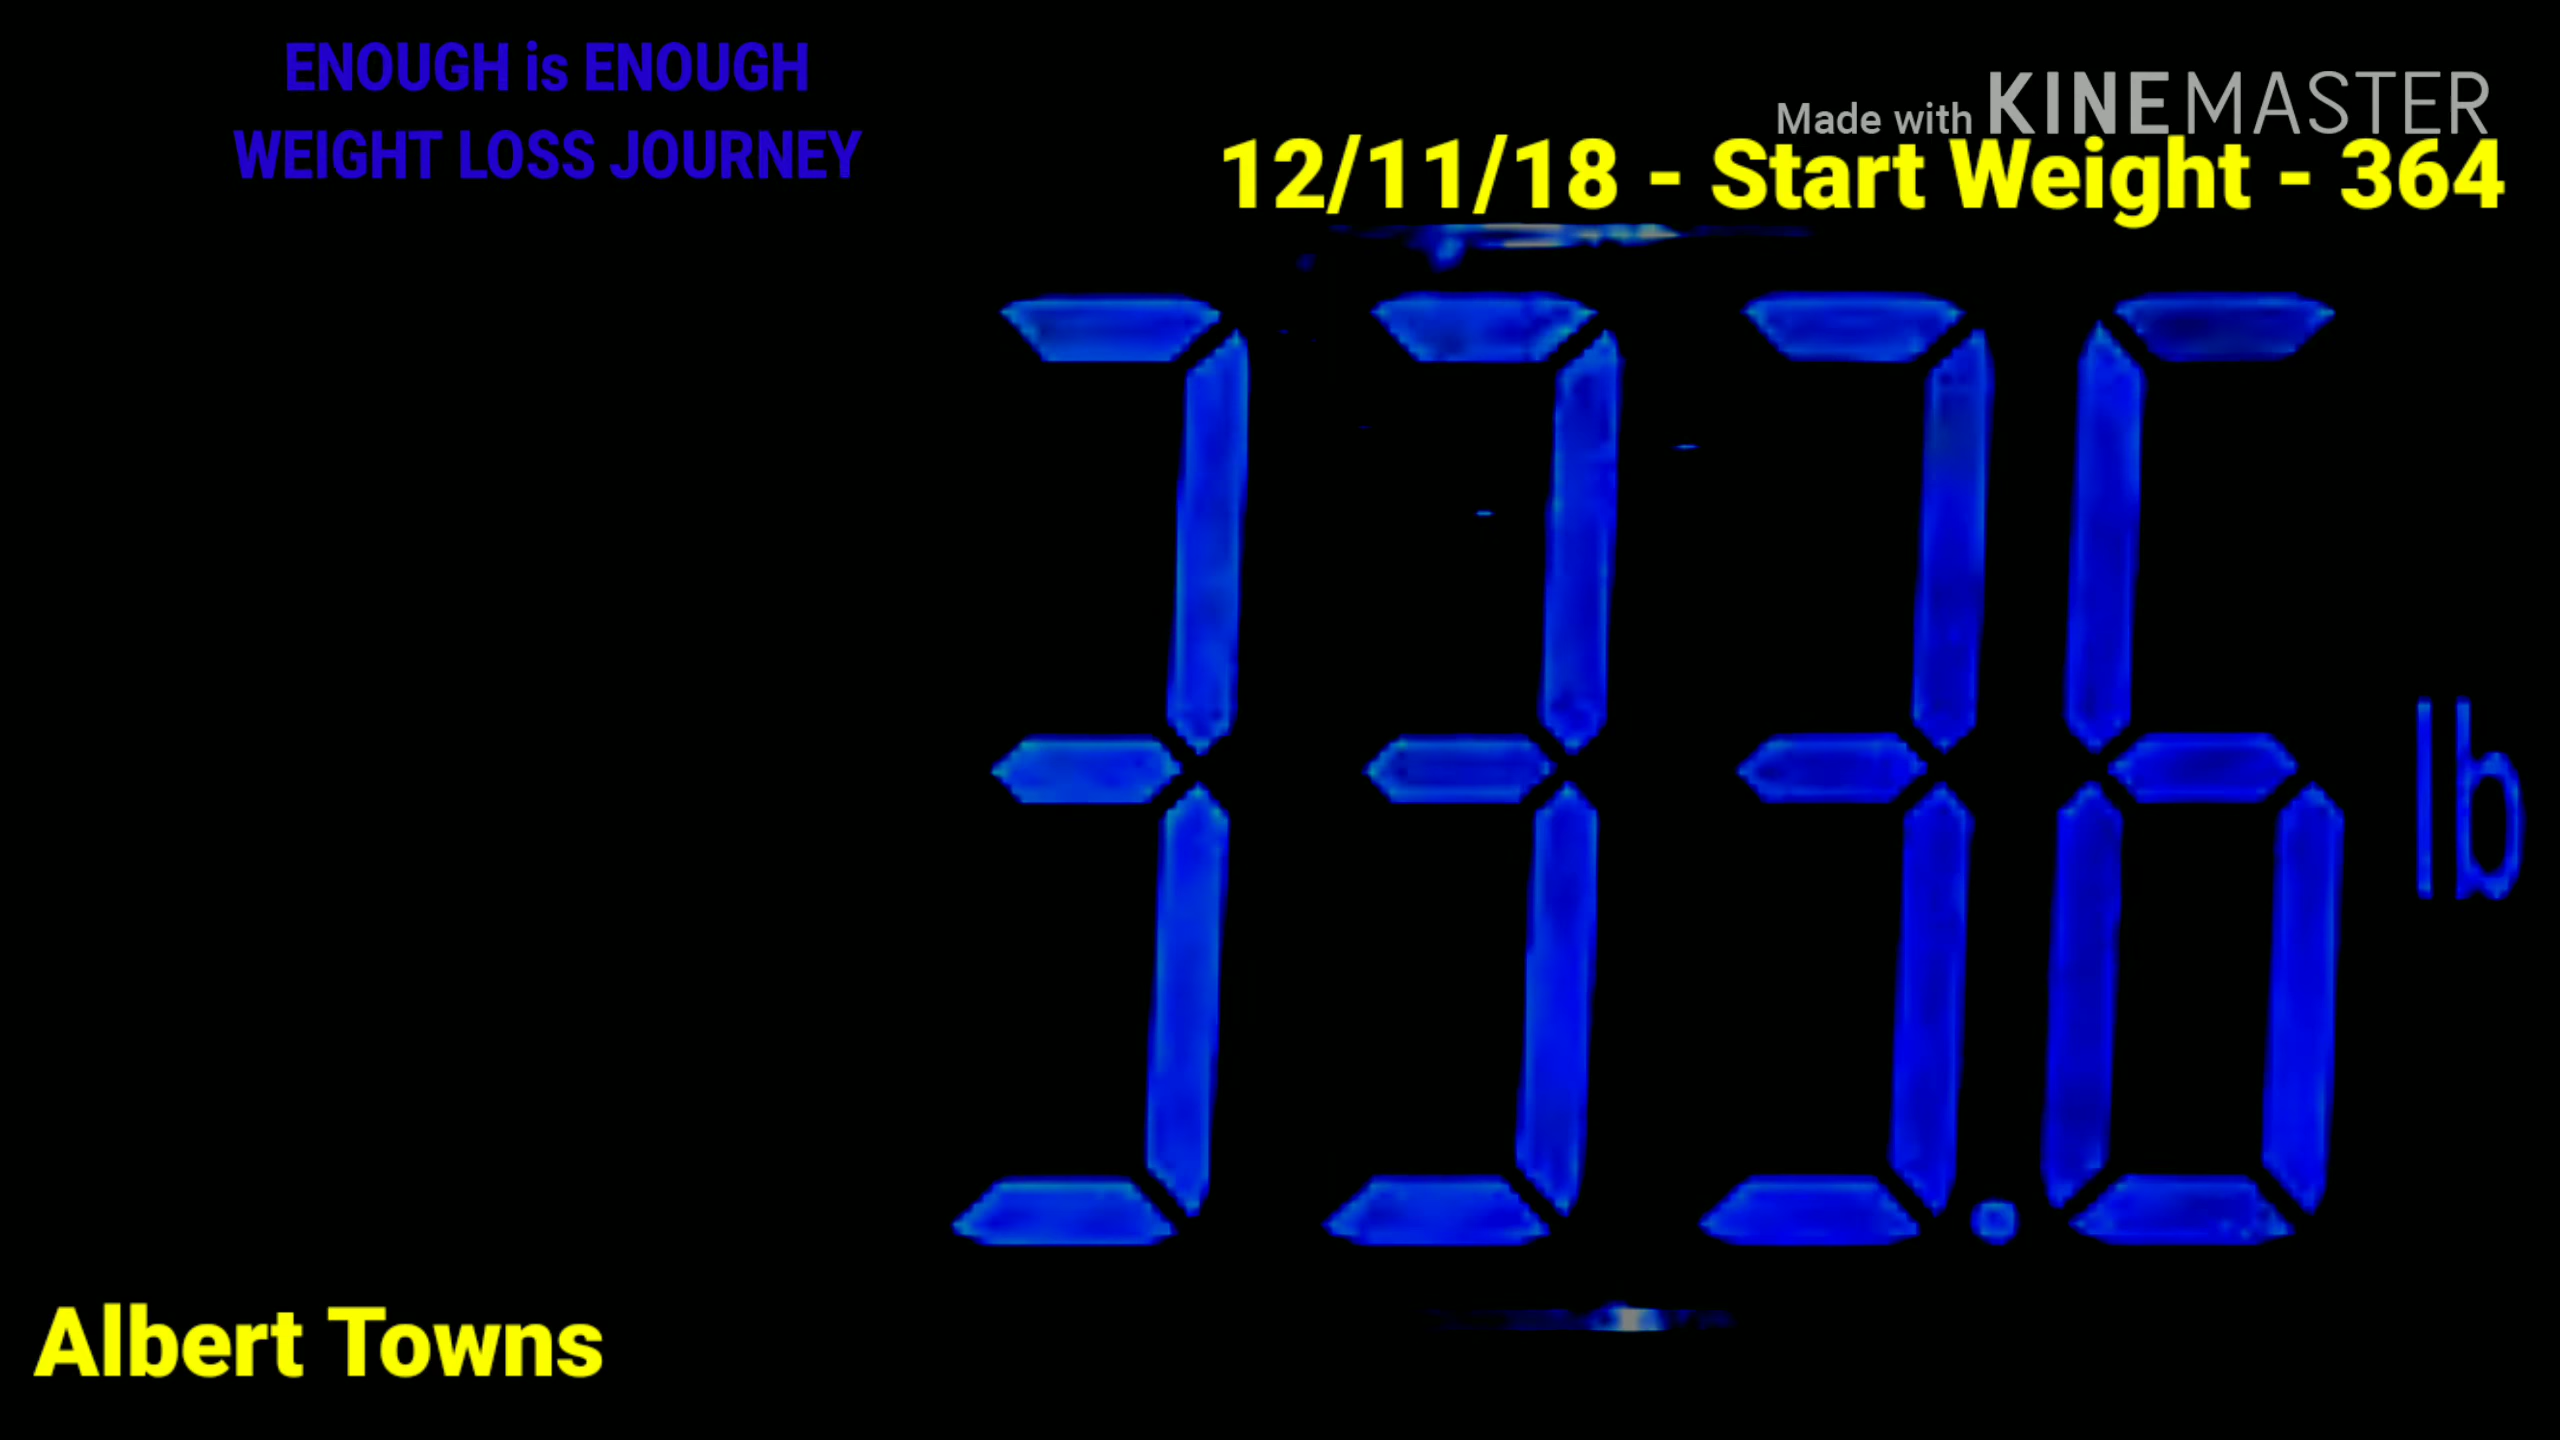 ENOUGH is ENOUGH
WEIGHT LOSS JOURNEY
Made with KINEMASTER
12/11/18 - Start Weight - 364
333.6 lb
Albert Towns